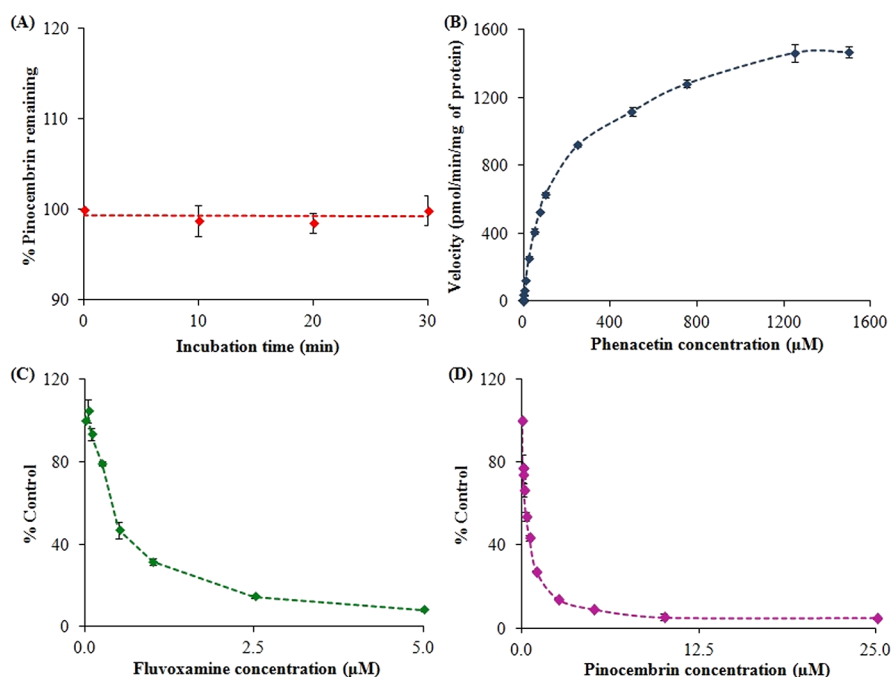 (A)
120
110
100
90
% Pinocembrin remaining
0 10 20 30
Incubation time (min)
(B)
1600
1200
800
400
0
Velocity (pmol/min/mg of protein)
0 400 800 1200 1600
Phenacetin concentration (µM)
(C)
120
80
40
0
% Control
0.0 2.5 5.0
Fluvoxamine concentration (µM)
(D)
120
80
40
0
% Control
0.0 12.5 25.0
Pinocembrin concentration (µM)